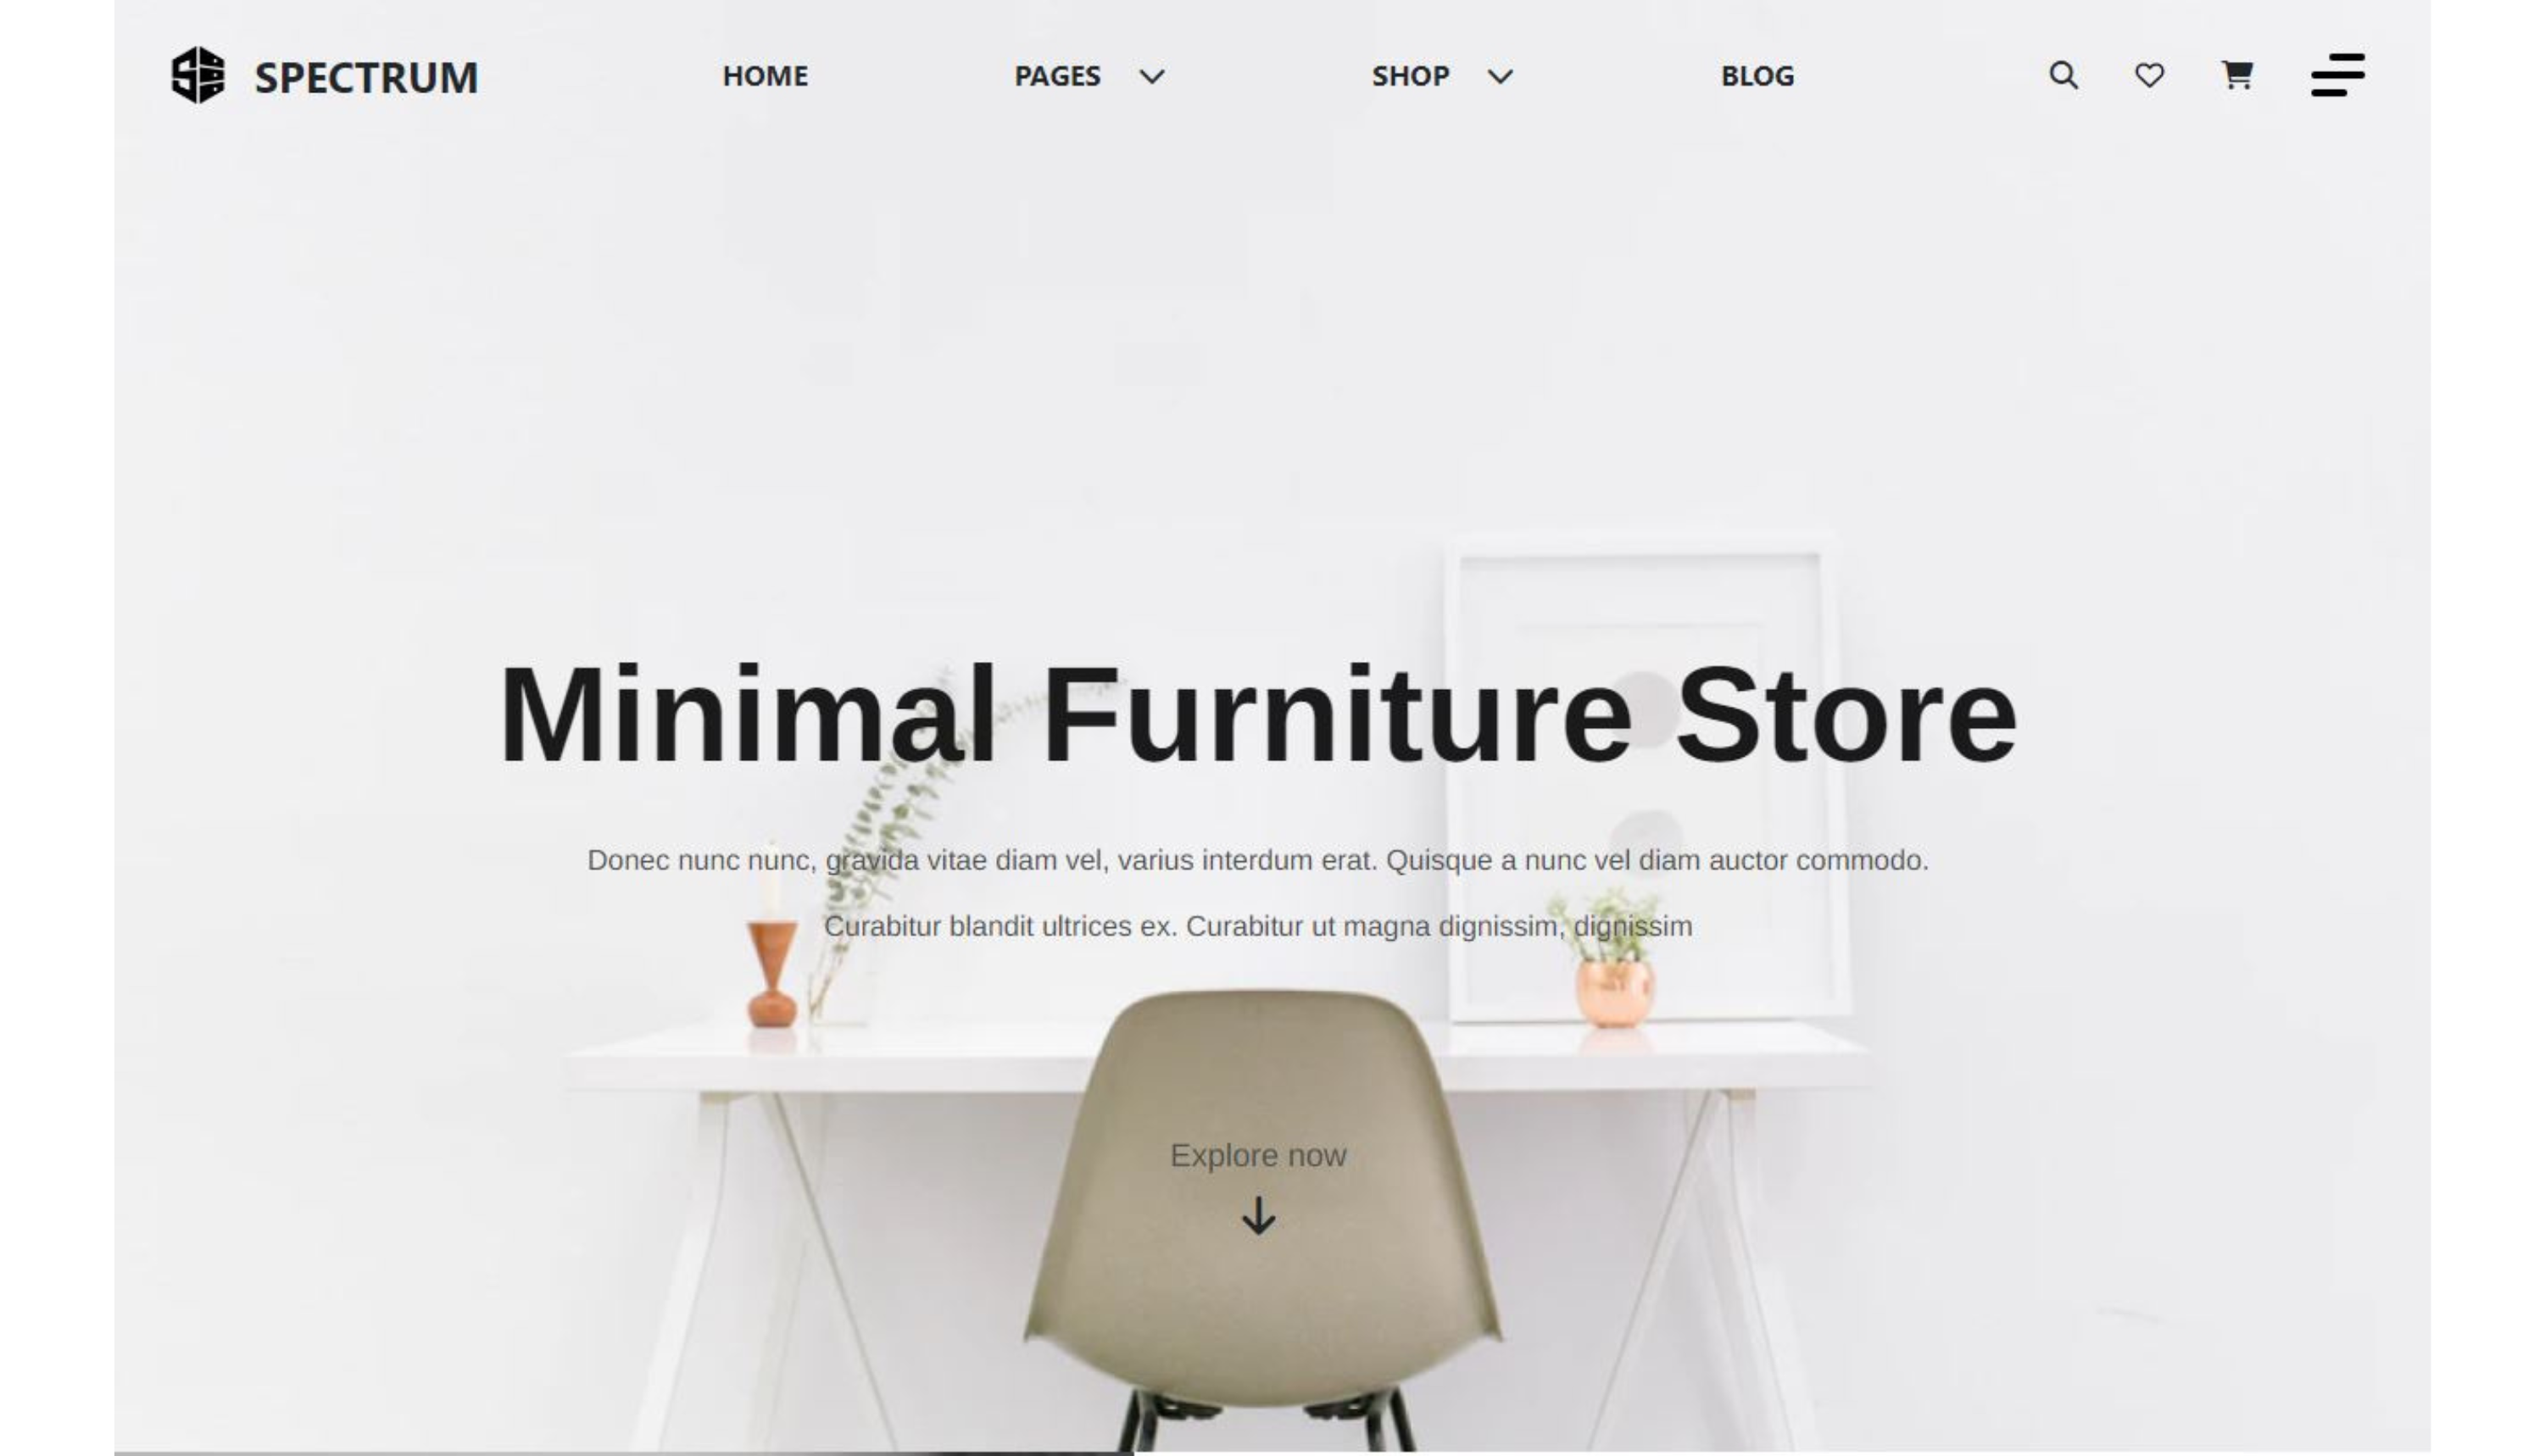 SPECTRUM
HOME
PAGES
SHOP
BLOG
Minimal Furniture Store
Donec nunc nunc, gravida vitae diam vel, varius interdum erat. Quisque a nunc vel diam auctor commodo.
Curabitur blandit ultrices ex. Curabitur ut magna dignissim, dignissim
Explore now